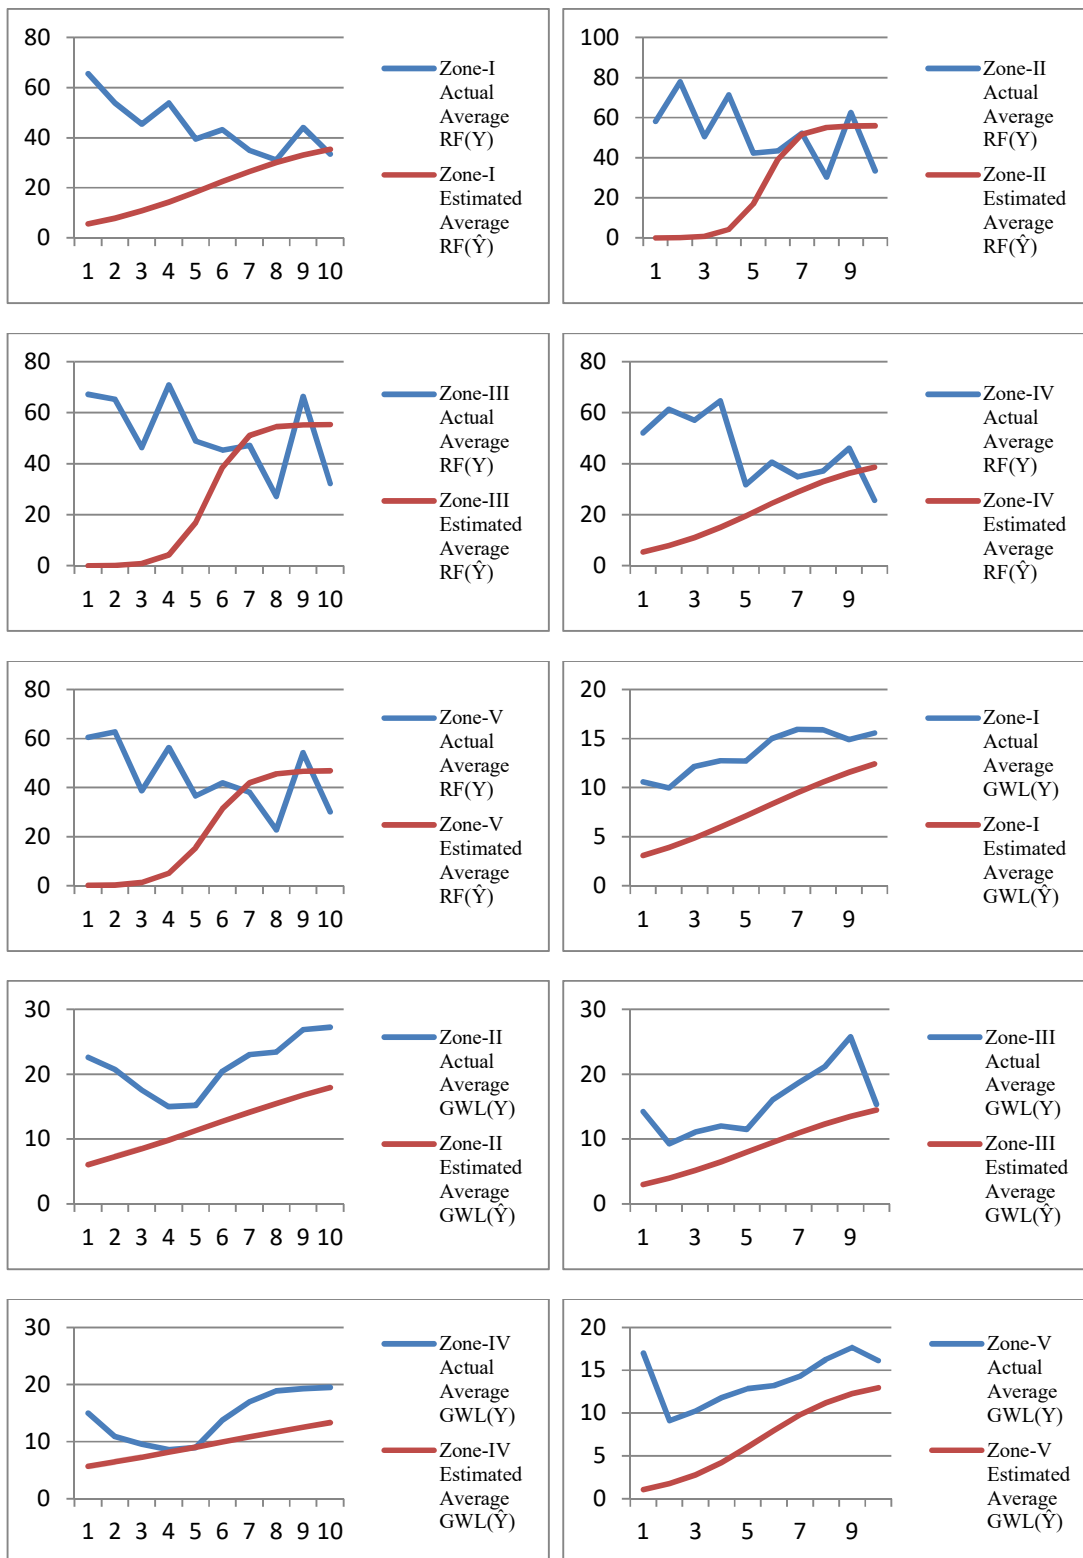 80
60
40
20
0
1 2 3 4 5 6 7 8 9 10
Zone-I
Actual
Average
RF(Y)
Zone-I
Estimated
Average
RF(Ŷ)
100
80
60
40
20
0
1 3 5 7 9
Zone-II
Actual
Average
RF(Y)
Zone-II
Estimated
Average
RF(Ŷ)
80
60
40
20
0
1 2 3 4 5 6 7 8 9 10
Zone-III
Actual
Average
RF(Y)
Zone-III
Estimated
Average
RF(Ŷ)
80
60
40
20
0
1 3 5 7 9
Zone-IV
Actual
Average
RF(Y)
Zone-IV
Estimated
Average
RF(Ŷ)
80
60
40
20
0
1 2 3 4 5 6 7 8 9 10
Zone-V
Actual
Average
RF(Y)
Zone-V
Estimated
Average
RF(Ŷ)
20
15
10
5
0
1 3 5 7 9
Zone-I
Actual
Average
GWL(Y)
Zone-I
Estimated
Average
GWL(Ŷ)
30
20
10
0
1 2 3 4 5 6 7 8 9 10
Zone-II
Actual
Average
GWL(Y)
Zone-II
Estimated
Average
GWL(Ŷ)
30
20
10
0
1 3 5 7 9
Zone-III
Actual
Average
GWL(Y)
Zone-III
Estimated
Average
GWL(Ŷ)
30
20
10
0
1 2 3 4 5 6 7 8 9 10
Zone-IV
Actual
Average
GWL(Y)
Zone-IV
Estimated
Average
GWL(Ŷ)
20
15
10
5
0
1 3 5 7 9
Zone-V
Actual
Average
GWL(Y)
Zone-V
Estimated
Average
GWL(Ŷ)